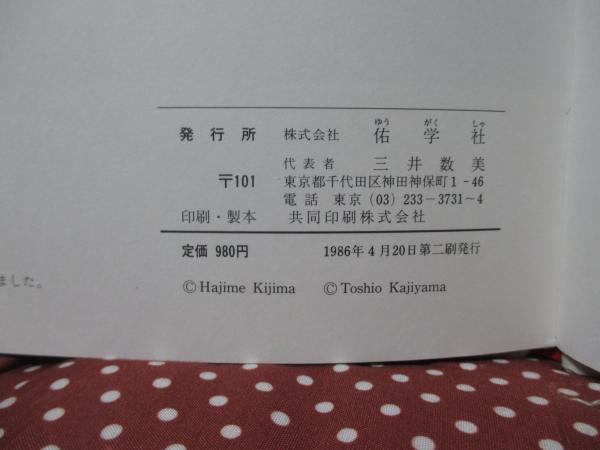 ゆう がく しゃ
発行所 株式会社 佑学社
代表者 三井数美
〒101 東京都千代田区神田神保町1-46
電話 東京(03)233-3731~4
印刷・製本 共同印刷株式会社
定価 980円 1986年4月20日第二刷発行
ました。
©Hajime Kijima ©Toshio Kajiyama